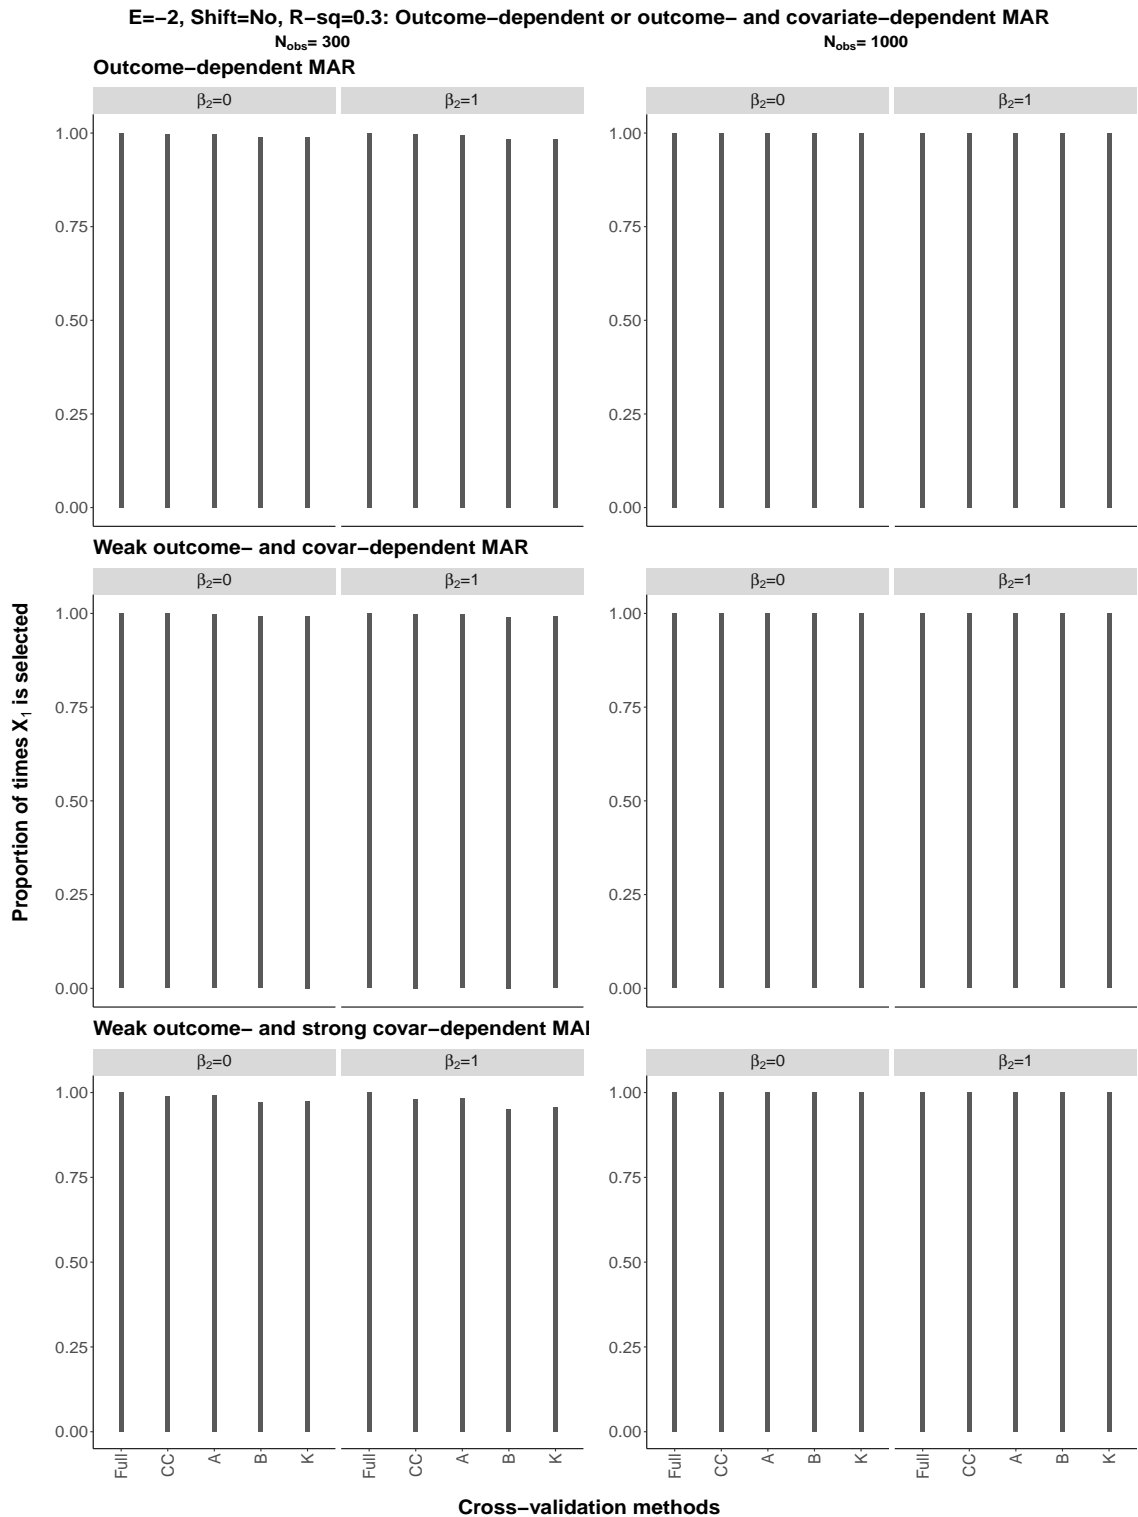 E=−2, Shift=No, R−sq=0.3: Outcome−dependent or outcome− and covariate−dependent MAR
Nobs= 300
Nobs= 1000
Outcome−dependent MAR
β2=0
β2=1
β2=0
β2=1
1.00
0.75
0.50
0.25
0.00
1.00
0.75
0.50
0.25
0.00
Weak outcome− and covar−dependent MAR
β2=0
β2=1
β2=0
β2=1
1.00
0.75
0.50
0.25
0.00
1.00
0.75
0.50
0.25
0.00
Proportion of times X1 is selected
Weak outcome− and strong covar−dependent MA
β2=0
β2=1
β2=0
β2=1
1.00
0.75
0.50
0.25
0.00
1.00
0.75
0.50
0.25
0.00
Full CC A B K
Full CC A B K
Full CC A B K
Full CC A B K
Cross−validation methods